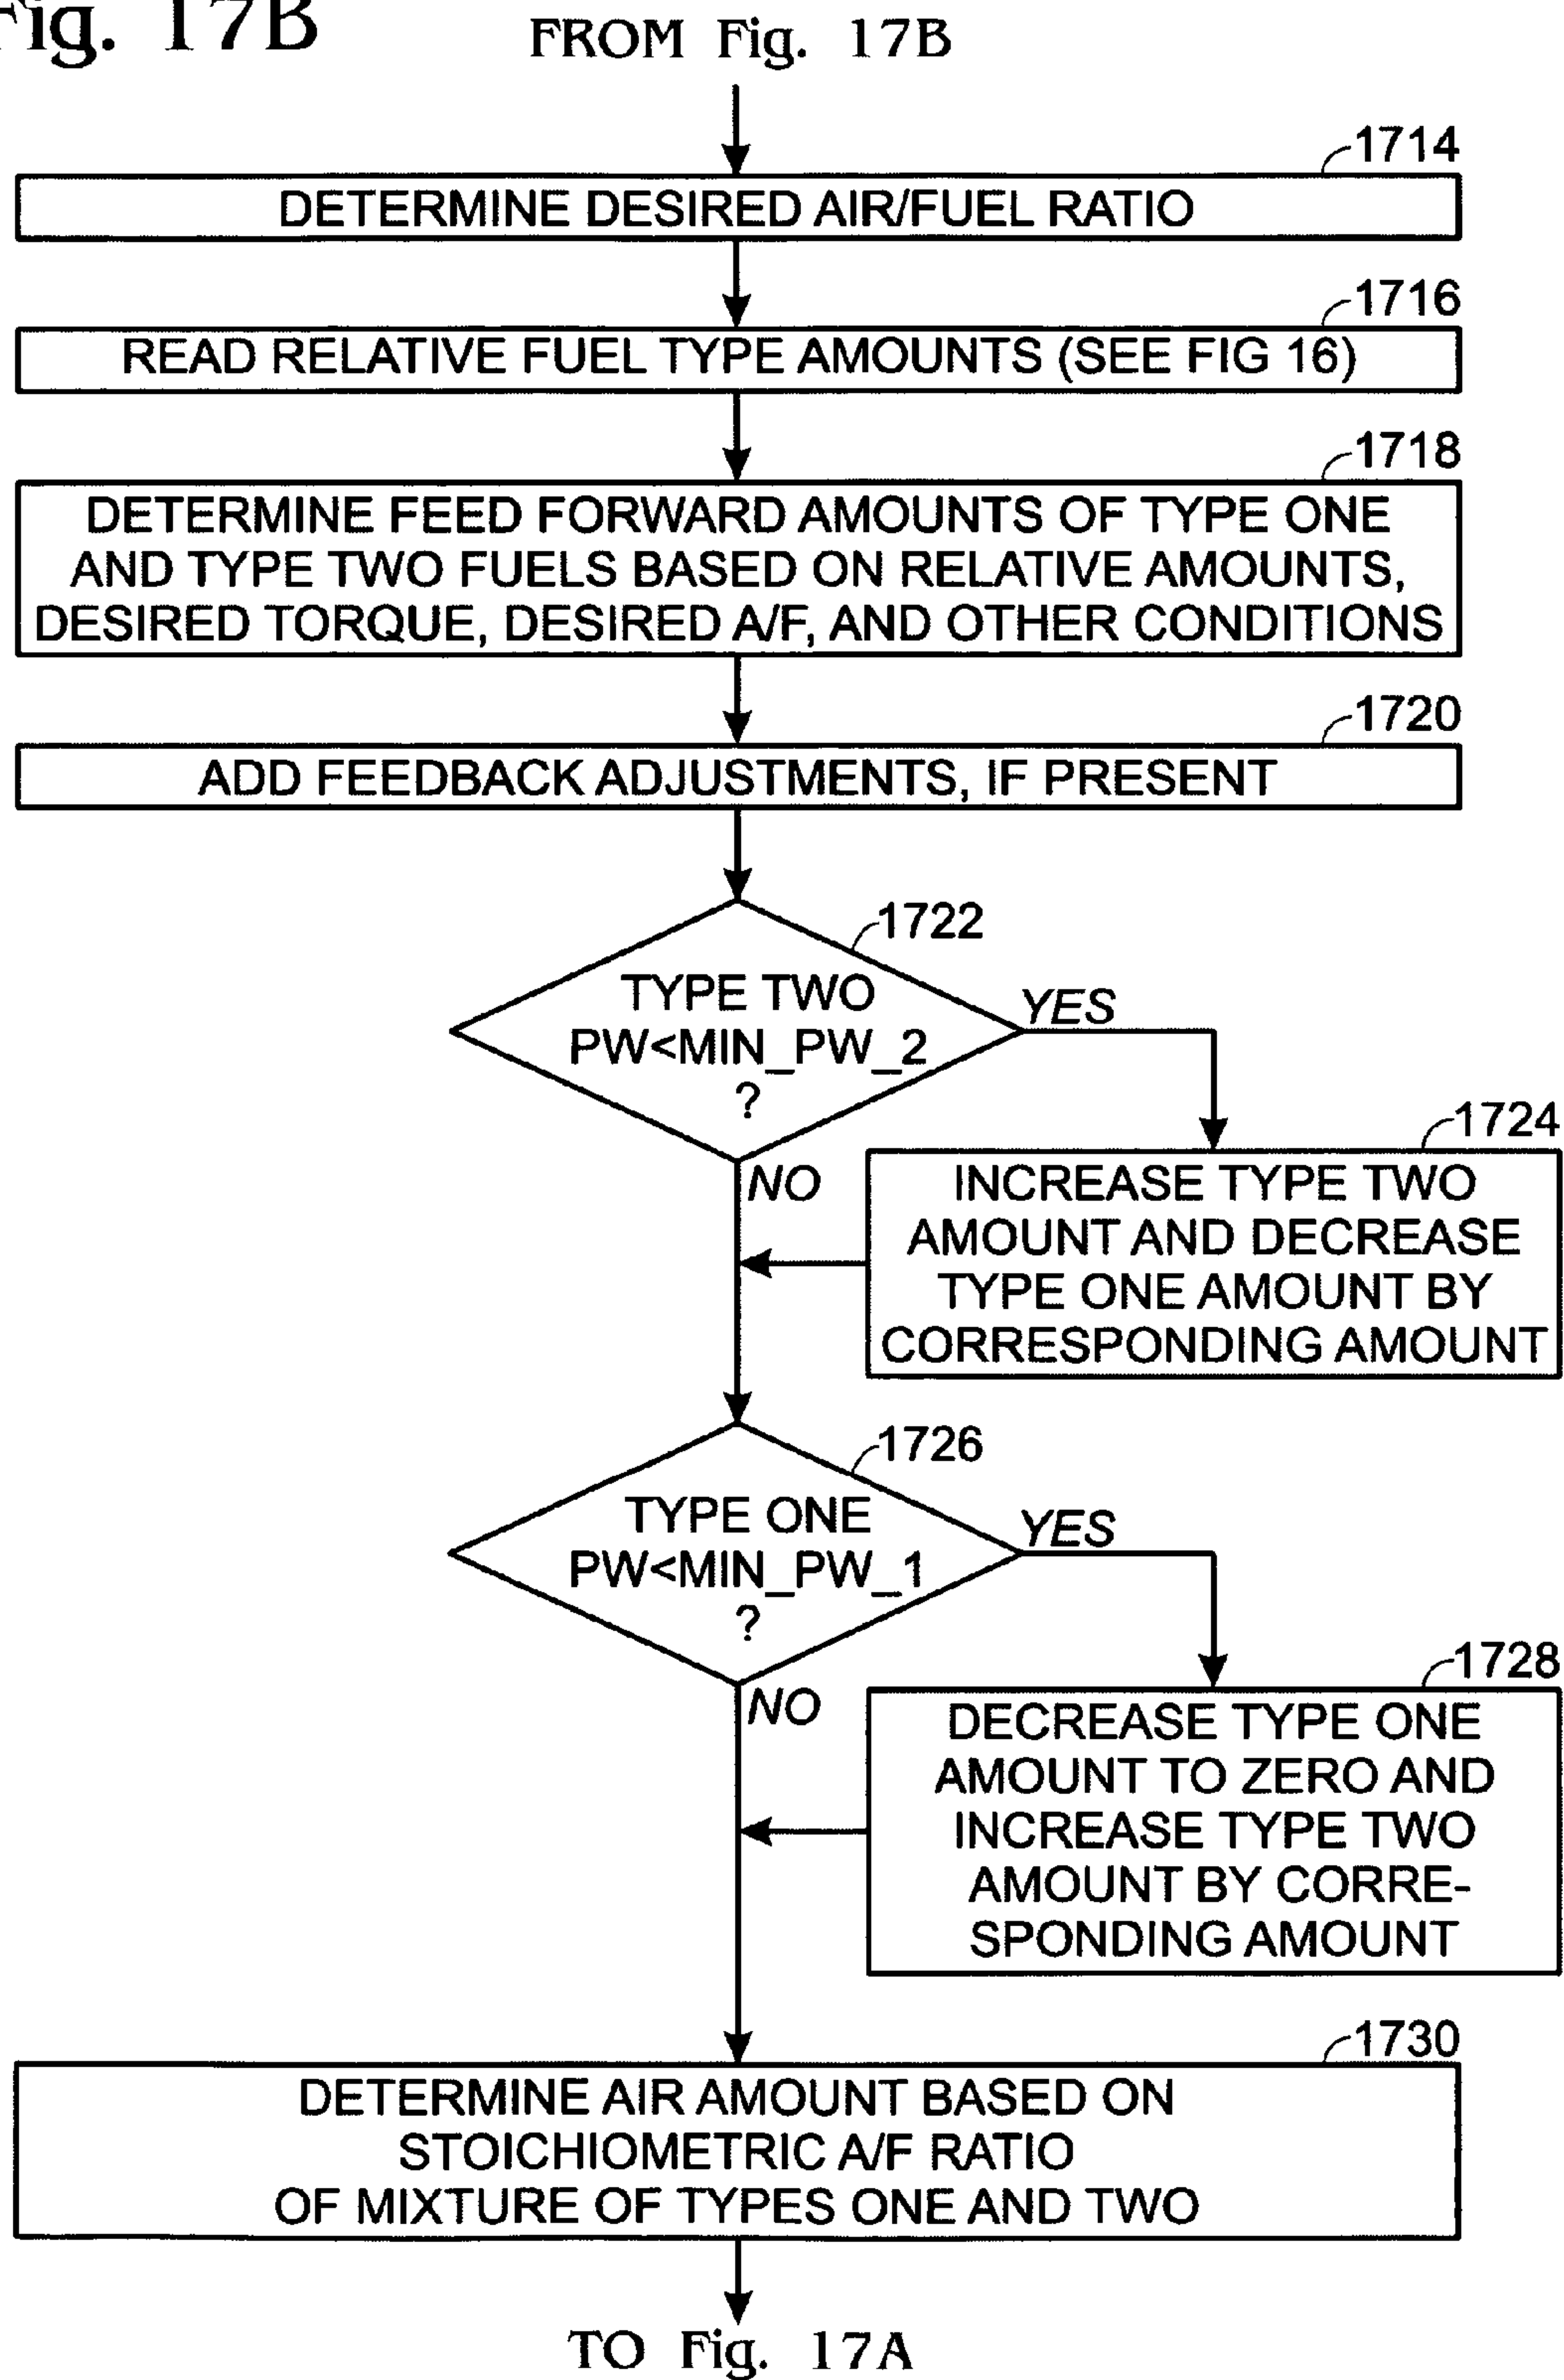 Fig. 17B
FROM Fig. 17B
1714
DETERMINE DESIRED AIR/FUEL RATIO
1716
READ RELATIVE FUEL TYPE AMOUNTS (SEE FIG 16)
1718
DETERMINE FEED FORWARD AMOUNTS OF TYPE ONE
AND TYPE TWO FUELS BASED ON RELATIVE AMOUNTS,
DESIRED TORQUE, DESIRED A/F, AND OTHER CONDITIONS
1720
ADD FEEDBACK ADJUSTMENTS, IF PRESENT
1722
TYPE TWO
PW<MIN_PW_2
?
YES
NO
1724
INCREASE TYPE TWO
AMOUNT AND DECREASE
TYPE ONE AMOUNT BY
CORRESPONDING AMOUNT
1726
TYPE ONE
PW<MIN_PW_1
?
YES
NO
1728
DECREASE TYPE ONE
AMOUNT TO ZERO AND
INCREASE TYPE TWO
AMOUNT BY CORRE-
SPONDING AMOUNT
1730
DETERMINE AIR AMOUNT BASED ON
STOICHIOMETRIC A/F RATIO
OF MIXTURE OF TYPES ONE AND TWO
TO Fig. 17A